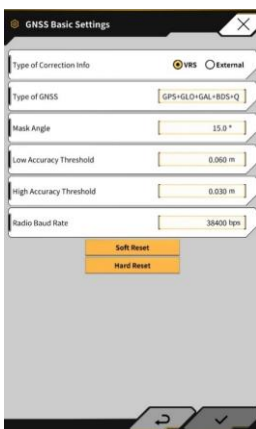 GNSS Basic Settings
Type of Correction Info VRS External
Type of GNSS GPS+GLO+GAL+BDS+Q
Mask Angle 15.0 °
Low Accuracy Threshold 0.060 m
High Accuracy Threshold 0.030 m
Radio Baud Rate 38400 bps
Soft Reset
Hard Reset